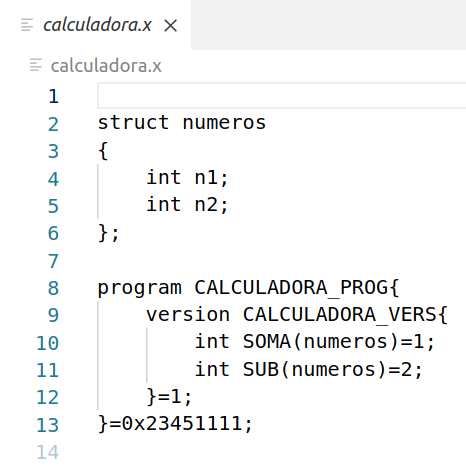 calculadora.x ×
calculadora.x
1
2 struct numeros
3 {
4     int n1;
5     int n2;
6 };
7
8 program CALCULADORA_PROG{
9     version CALCULADORA_VERS{
10         int SOMA(numeros)=1;
11         int SUB(numeros)=2;
12     }=1;
13 }=0x23451111;
14